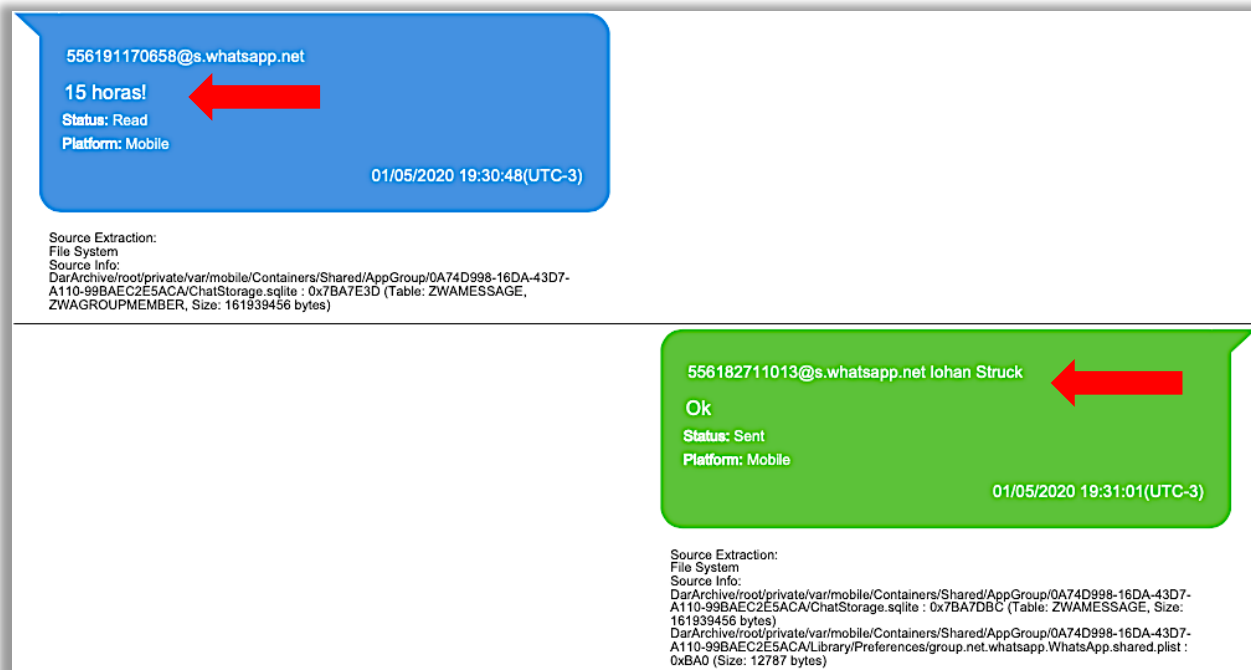 556191170658@s.whatsapp.net
15 horas!
Status: Read
Platform: Mobile
01/05/2020 19:30:48(UTC-3)
Source Extraction:
File System
Source Info:
DarArchive/root/private/var/mobile/Containers/Shared/AppGroup/0A74D998-16DA-43D7-
A110-99BAEC2E5ACA/ChatStorage.sqlite : 0x7BA7E3D (Table: ZWAMESSAGE,
ZWAGROUPMEMBER, Size: 161939456 bytes)
556182711013@s.whatsapp.net Iohan Struck
Ok
Status: Sent
Platform: Mobile
01/05/2020 19:31:01(UTC-3)
Source Extraction:
File System
Source Info:
DarArchive/root/private/var/mobile/Containers/Shared/AppGroup/0A74D998-16DA-43D7-
A110-99BAEC2E5ACA/ChatStorage.sqlite : 0x7BA7DBC (Table: ZWAMESSAGE, Size:
161939456 bytes)
DarArchive/root/private/var/mobile/Containers/Shared/AppGroup/0A74D998-16DA-43D7-
A110-99BAEC2E5ACA/Library/Preferences/group.net.whatsapp.WhatsApp.shared.plist :
0xBA0 (Size: 12787 bytes)